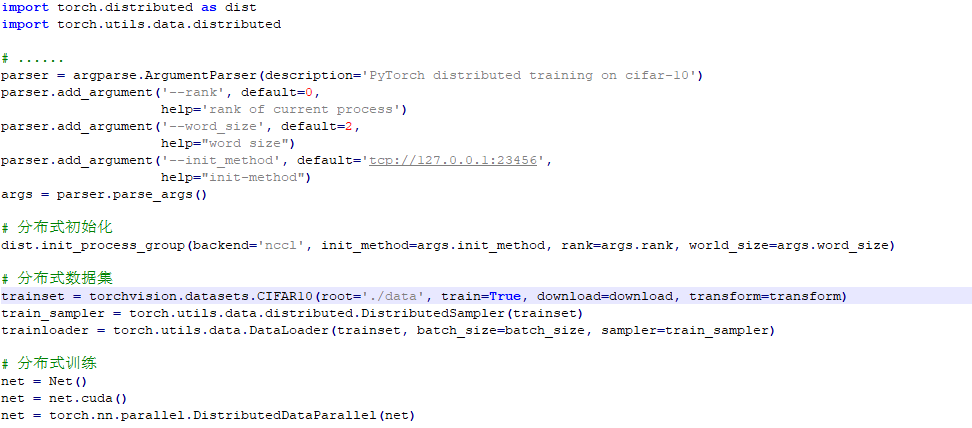 import torch.distributed as dist
import torch.utils.data.distributed
# ......
parser = argparse.ArgumentParser(description='PyTorch distributed training on cifar-10')
parser.add_argument('--rank', default=0,
                    help='rank of current process')
parser.add_argument('--word_size', default=2,
                    help="word size")
parser.add_argument('--init_method', default='tcp://127.0.0.1:23456',
                    help="init-method")
args = parser.parse_args()
# 分布式初始化
dist.init_process_group(backend='nccl', init_method=args.init_method, rank=args.rank, world_size=args.word_size)
# 分布式数据集
trainset = torchvision.datasets.CIFAR10(root='./data', train=True, download=download, transform=transform)
train_sampler = torch.utils.data.distributed.DistributedSampler(trainset)
trainloader = torch.utils.data.DataLoader(trainset, batch_size=batch_size, sampler=train_sampler)
# 分布式训练
net = Net()
net = net.cuda()
net = torch.nn.parallel.DistributedDataParallel(net)